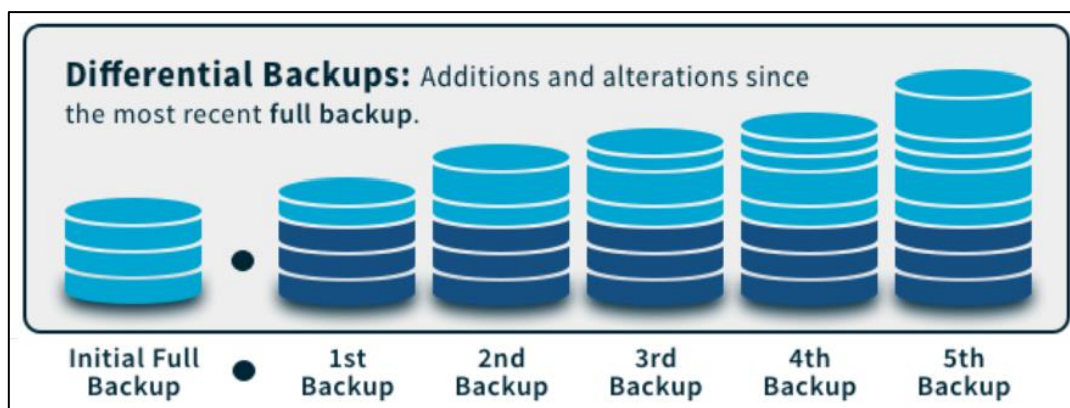 Differential Backups: Additions and alterations since
the most recent full backup.
Initial Full
Backup
1st
Backup
2nd
Backup
3rd
Backup
4th
Backup
5th
Backup